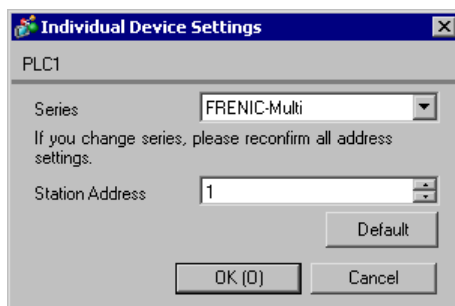 Individual Device Settings
PLC1
Series
FRENIC-Multi
If you change series, please reconfirm all address
settings.
Station Address
1
Default
OK (O)
Cancel